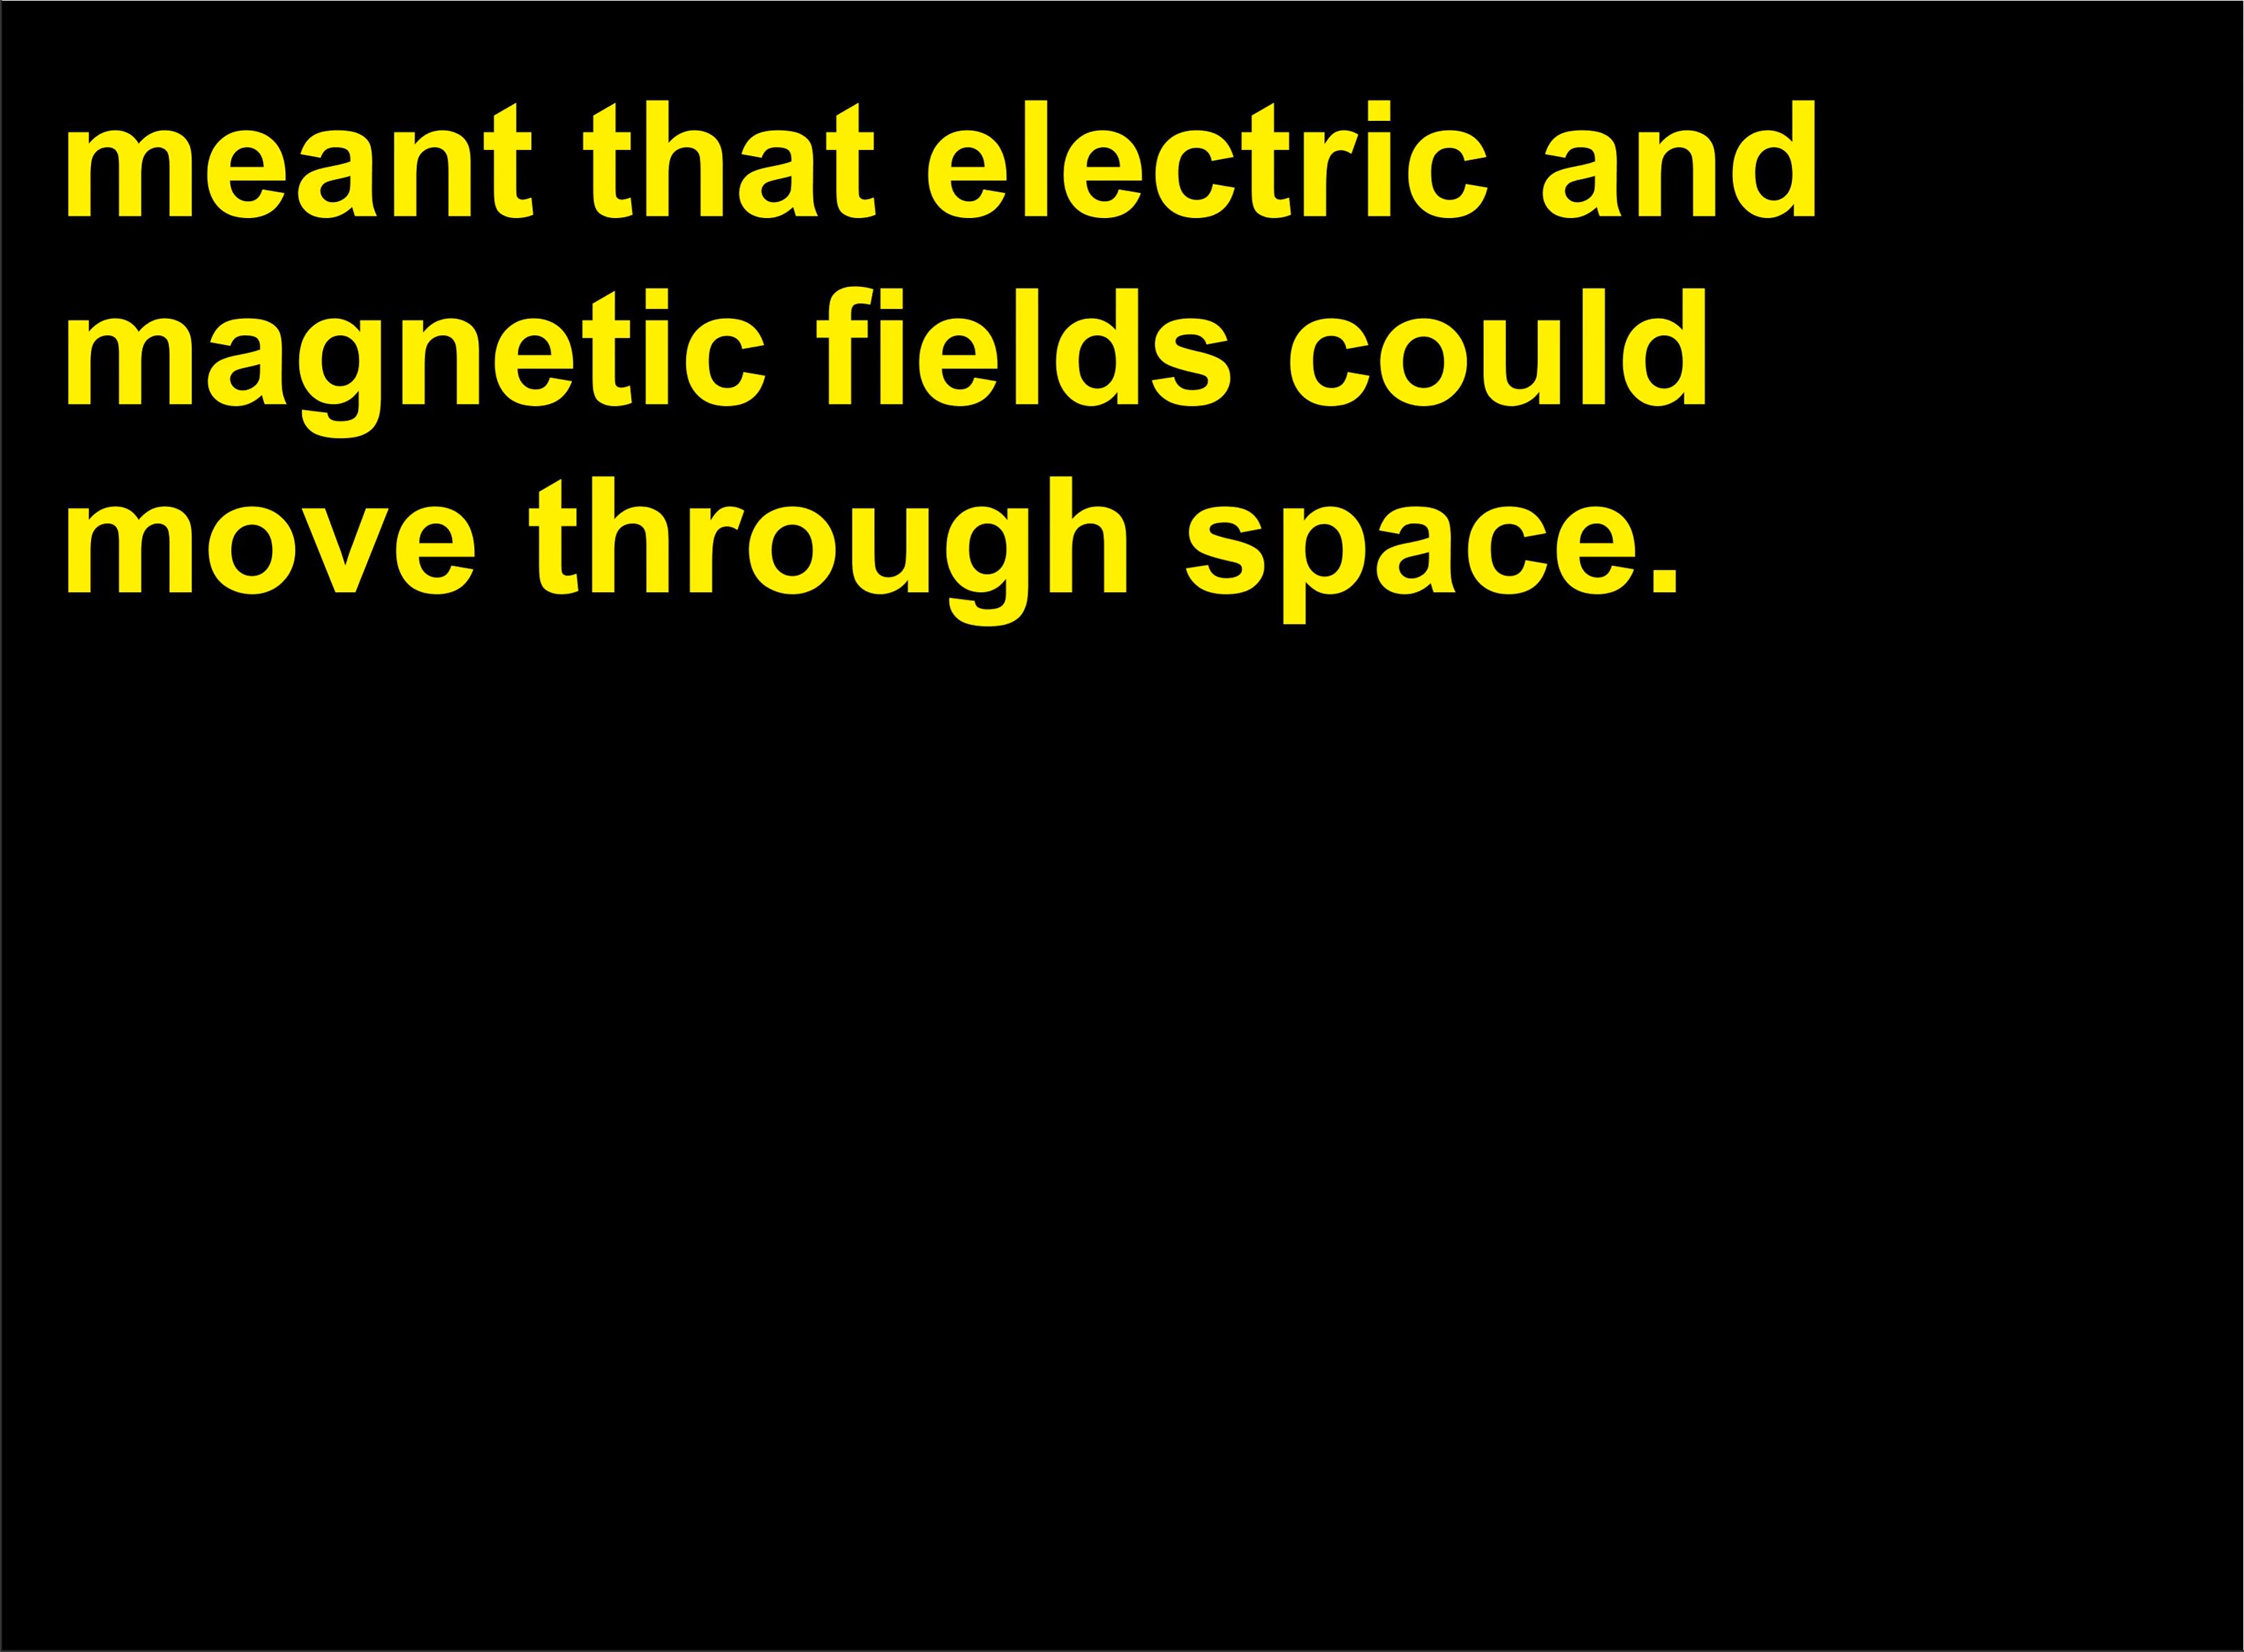 meant that electric and
magnetic fields could
move through space.